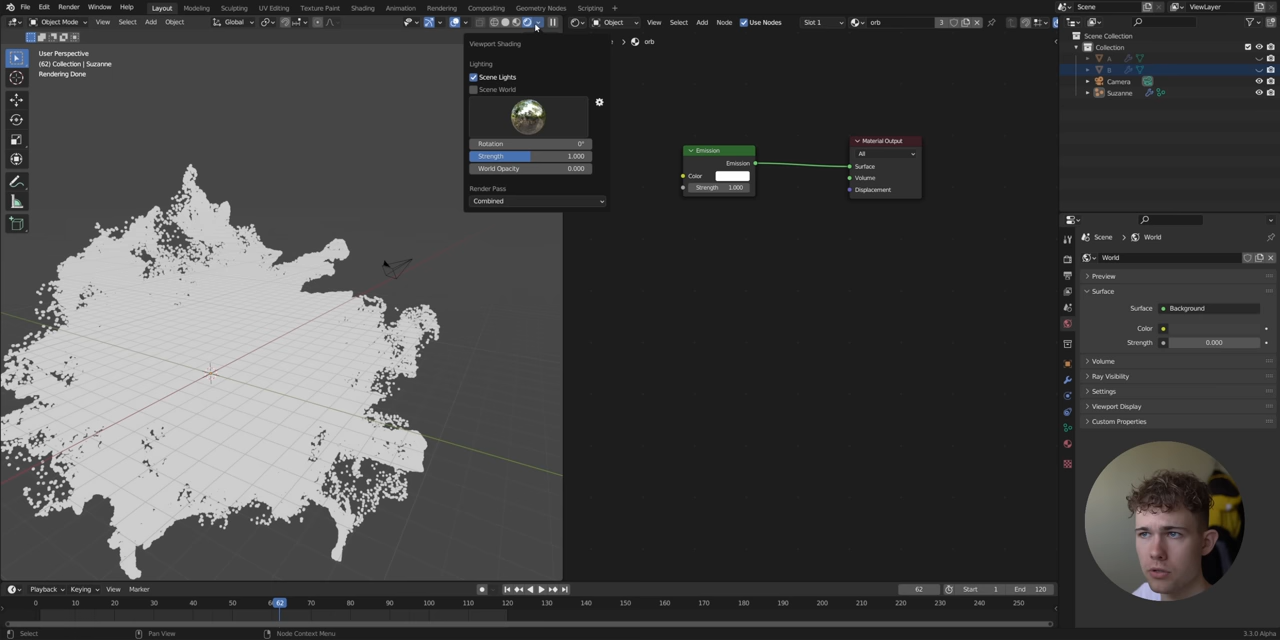 File Edit Render Window Help Layout Modeling Sculpting UV Editing Texture Paint Shading Animation Rendering Compositing Geometry Nodes Scripting + Scene ViewLayer
Object Mode View Select Add Object Global Object View Select Add Node Use Nodes Slot 1 orb 3
User Perspective
(62) Collection | Suzanne
Rendering Done
Viewport Shading
Lighting
Scene Lights
Scene World
Rotation 0°
Strength 1.000
World Opacity 0.000
Render Pass
Combined
orb
Emission
Emission
Color
Strength 1.000
Material Output
All
Surface
Volume
Displacement
Scene Collection
Collection
A
B
Camera
Suzanne
Scene World
World
Preview
Surface
Surface Background
Color
Strength 0.000
Volume
Ray Visibility
Settings
Viewport Display
Custom Properties
Playback Keying View Marker 62 Start 1 End 120
0 10 20 30 40 50 62 70 80 90 100 110 120 130 140 150 160 170 180 190 200 210 220 230 240 250
Select Pan View Node Context Menu 3.3.0 Alpha